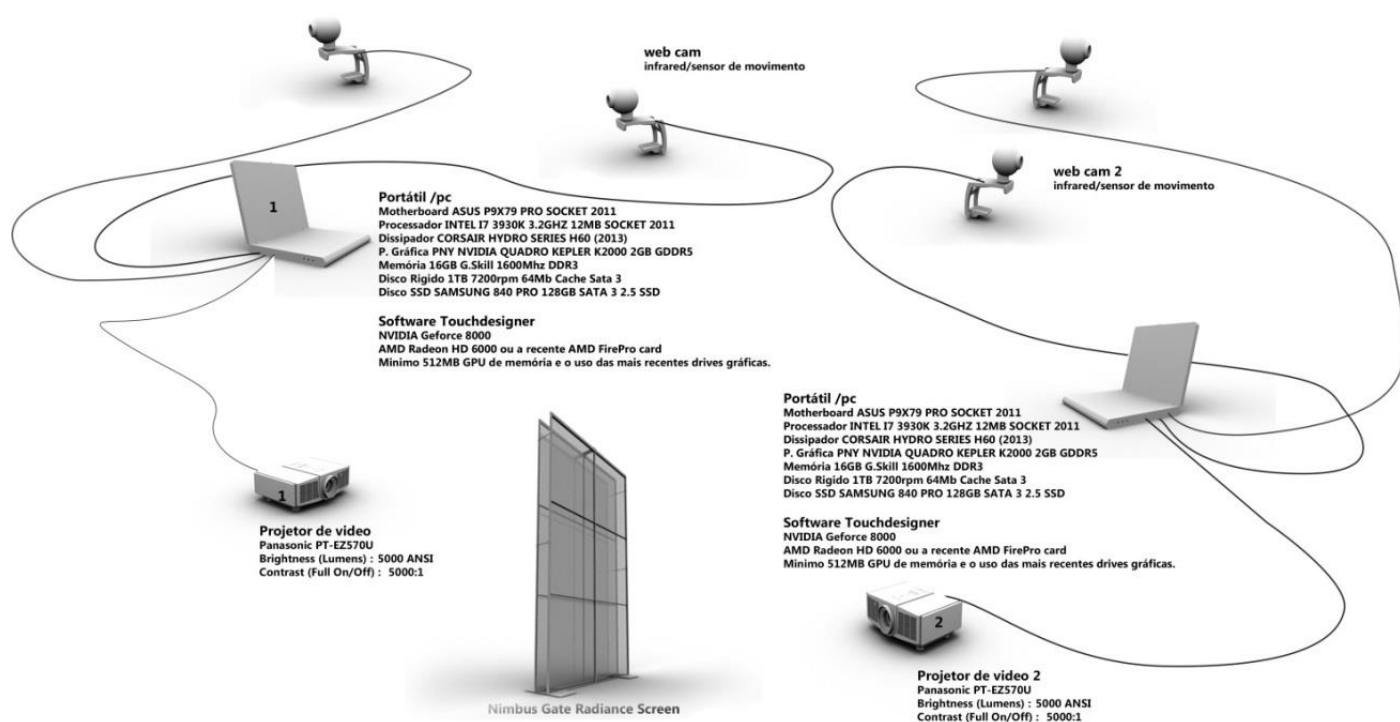 web cam
infrared/sensor de movimento
web cam 2
infrared/sensor de movimento
1
Portátil /pc
Motherboard ASUS P9X79 PRO SOCKET 2011
Processador INTEL I7 3930K 3.2GHZ 12MB SOCKET 2011
Dissipador CORSAIR HYDRO SERIES H60 (2013)
P. Gráfica PNY NVIDIA QUADRO KEPLER K2000 2GB GDDR5
Memória 16GB G.Skill 1600Mhz DDR3
Disco Rigido 1TB 7200rpm 64Mb Cache Sata 3
Disco SSD SAMSUNG 840 PRO 128GB SATA 3 2.5 SSD
Software Touchdesigner
NVIDIA Geforce 8000
AMD Radeon HD 6000 ou a recente AMD FirePro card
Minimo 512MB GPU de memória e o uso das mais recentes drives gráficas.
Portátil /pc
Motherboard ASUS P9X79 PRO SOCKET 2011
Processador INTEL I7 3930K 3.2GHZ 12MB SOCKET 2011
Dissipador CORSAIR HYDRO SERIES H60 (2013)
P. Gráfica PNY NVIDIA QUADRO KEPLER K2000 2GB GDDR5
Memória 16GB G.Skill 1600Mhz DDR3
Disco Rigido 1TB 7200rpm 64Mb Cache Sata 3
Disco SSD SAMSUNG 840 PRO 128GB SATA 3 2.5 SSD
Software Touchdesigner
NVIDIA Geforce 8000
AMD Radeon HD 6000 ou a recente AMD FirePro card
Minimo 512MB GPU de memória e o uso das mais recentes drives gráficas.
1
Projetor de video
Panasonic PT-EZ570U
Brightness (Lumens) : 5000 ANSI
Contrast (Full On/Off) : 5000:1
Nimbus Gate Radiance Screen
2
Projetor de video 2
Panasonic PT-EZ570U
Brightness (Lumens) : 5000 ANSI
Contrast (Full On/Off) : 5000:1